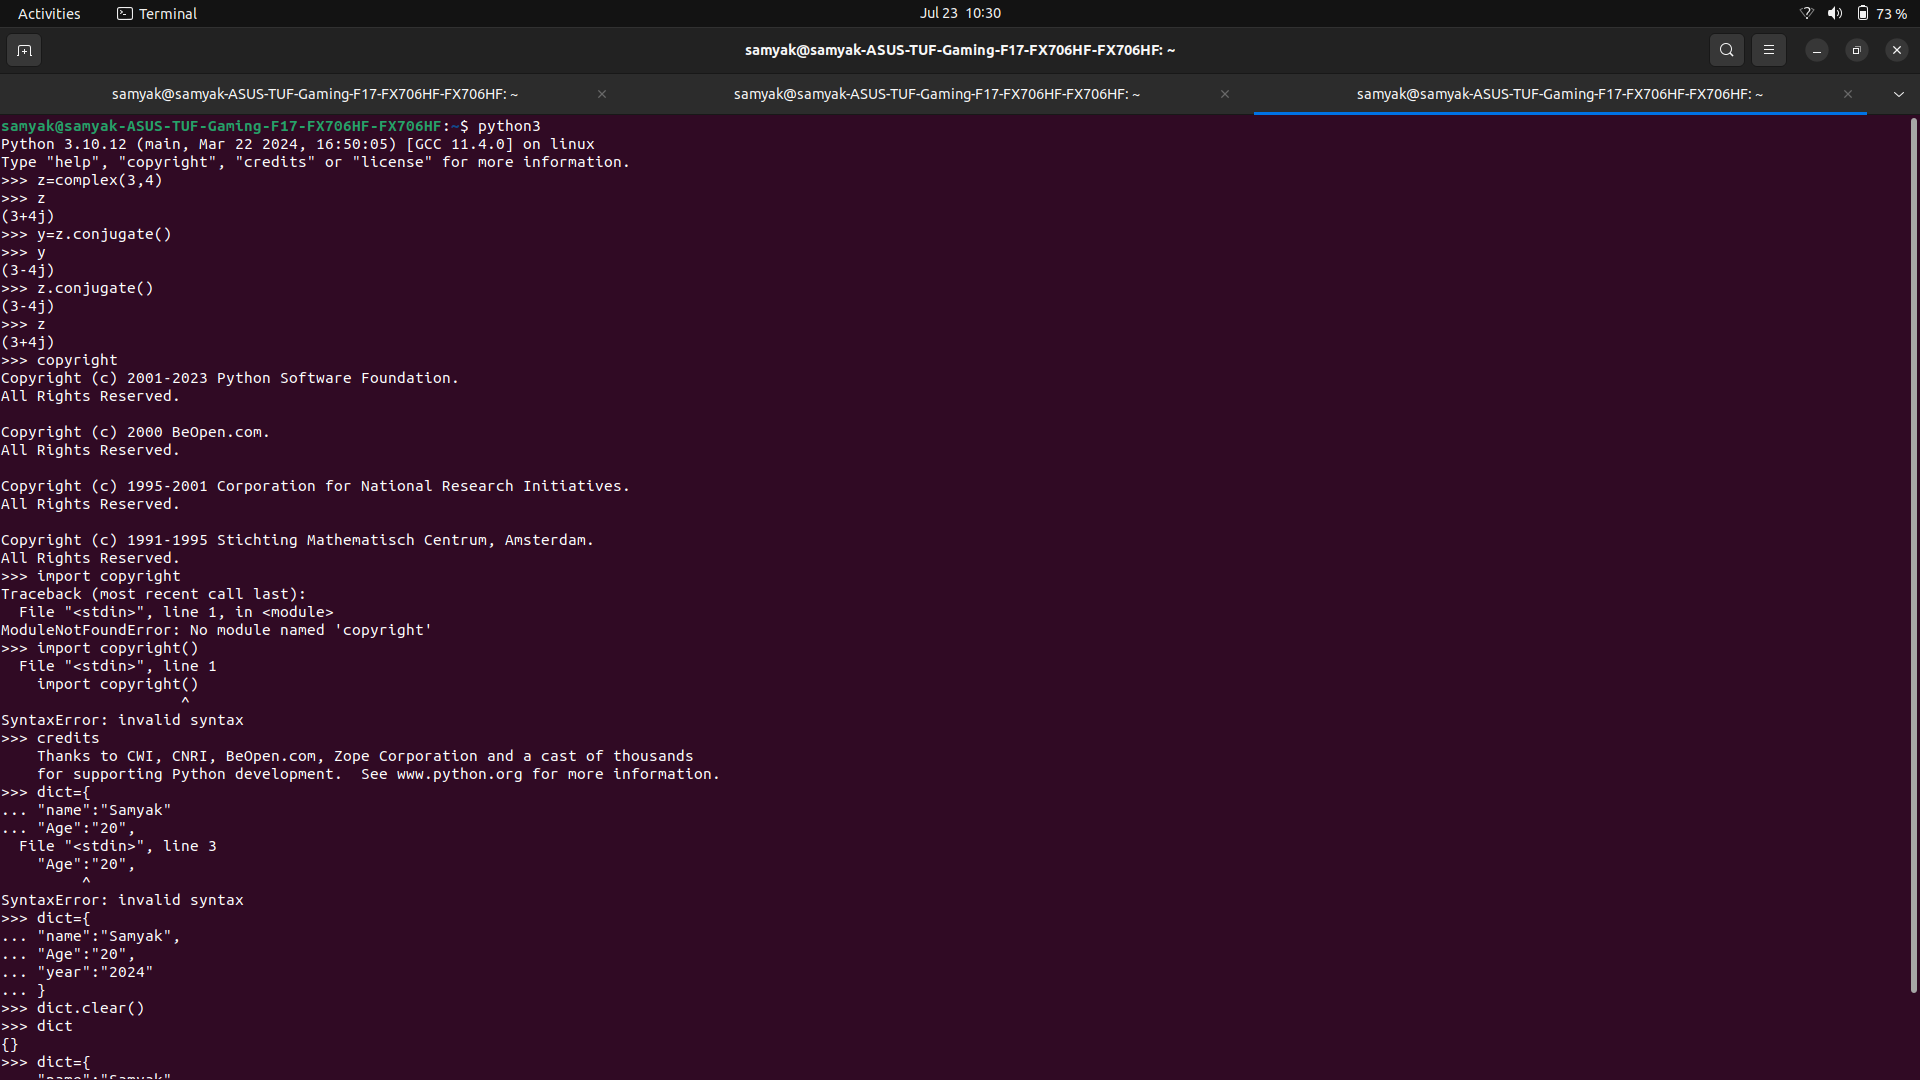 Activities Terminal Jul 23 10:30 73 %
samyak@samyak-ASUS-TUF-Gaming-F17-FX706HF-FX706HF: ~
samyak@samyak-ASUS-TUF-Gaming-F17-FX706HF-FX706HF: ~ samyak@samyak-ASUS-TUF-Gaming-F17-FX706HF-FX706HF: ~ samyak@samyak-ASUS-TUF-Gaming-F17-FX706HF-FX706HF: ~
samyak@samyak-ASUS-TUF-Gaming-F17-FX706HF-FX706HF:~$ python3
Python 3.10.12 (main, Mar 22 2024, 16:50:05) [GCC 11.4.0] on linux
Type "help", "copyright", "credits" or "license" for more information.
>>> z=complex(3,4)
>>> z
(3+4j)
>>> y=z.conjugate()
>>> y
(3-4j)
>>> z.conjugate()
(3-4j)
>>> z
(3+4j)
>>> copyright
Copyright (c) 2001-2023 Python Software Foundation.
All Rights Reserved.

Copyright (c) 2000 BeOpen.com.
All Rights Reserved.

Copyright (c) 1995-2001 Corporation for National Research Initiatives.
All Rights Reserved.

Copyright (c) 1991-1995 Stichting Mathematisch Centrum, Amsterdam.
All Rights Reserved.
>>> import copyright
Traceback (most recent call last):
  File "<stdin>", line 1, in <module>
ModuleNotFoundError: No module named 'copyright'
>>> import copyright()
  File "<stdin>", line 1
    import copyright()
                    ^
SyntaxError: invalid syntax
>>> credits
    Thanks to CWI, CNRI, BeOpen.com, Zope Corporation and a cast of thousands
    for supporting Python development.  See www.python.org for more information.
>>> dict={
... "name":"Samyak"
... "Age":"20",
  File "<stdin>", line 3
    "Age":"20",
         ^
SyntaxError: invalid syntax
>>> dict={
... "name":"Samyak",
... "Age":"20",
... "year":"2024"
... }
>>> dict.clear()
>>> dict
{}
>>> dict={
... "name":"Samyak"